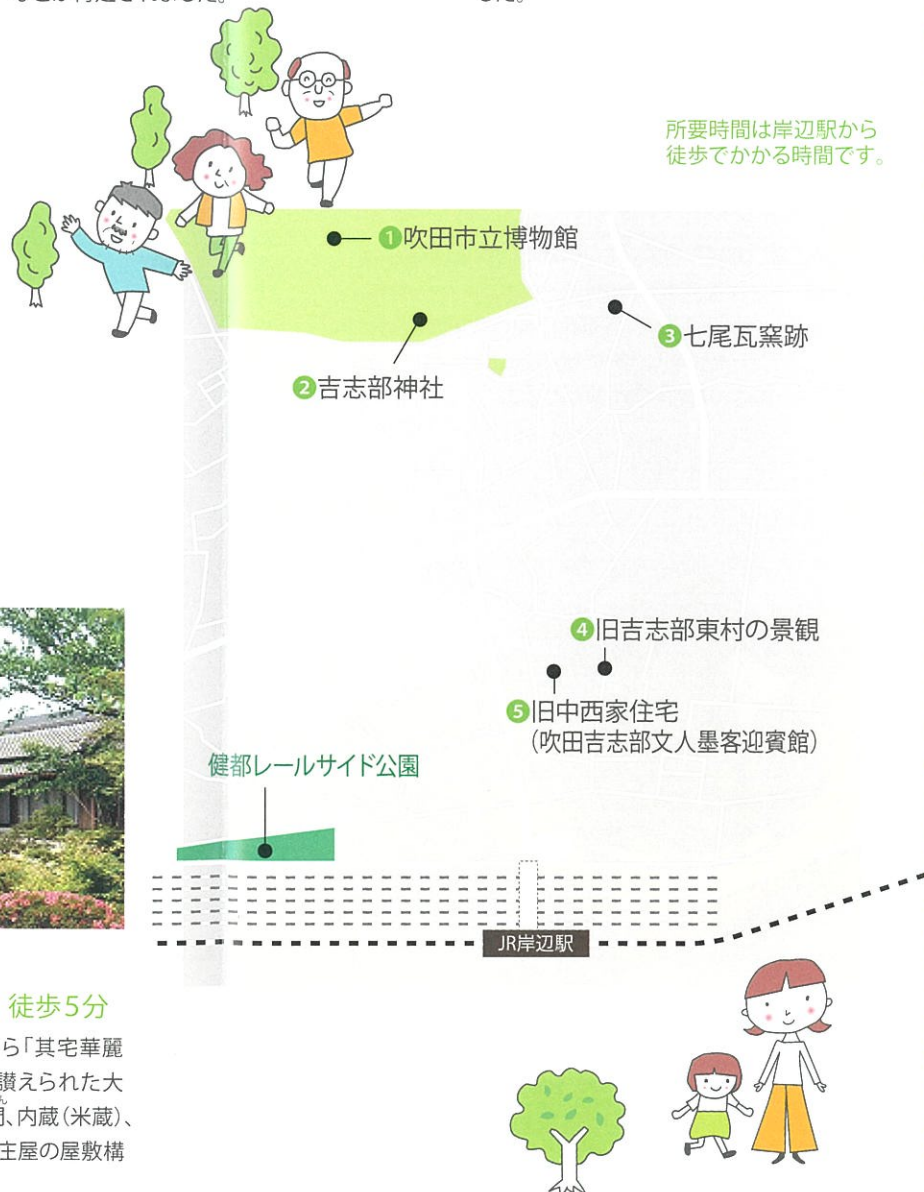 した。
所要時間は岸辺駅から
徒歩でかかる時間です。
❶吹田市立博物館
❸七尾瓦窯跡
❷吉志部神社
❹旧吉志部東村の景観
❺旧中西家住宅
(吹田吉志部文人墨客迎賓館)
健都レールサイド公園
JR岸辺駅
徒歩5分
ら「其宅華麗
讃えられた大
、内蔵(米蔵)、
庄屋の屋敷構